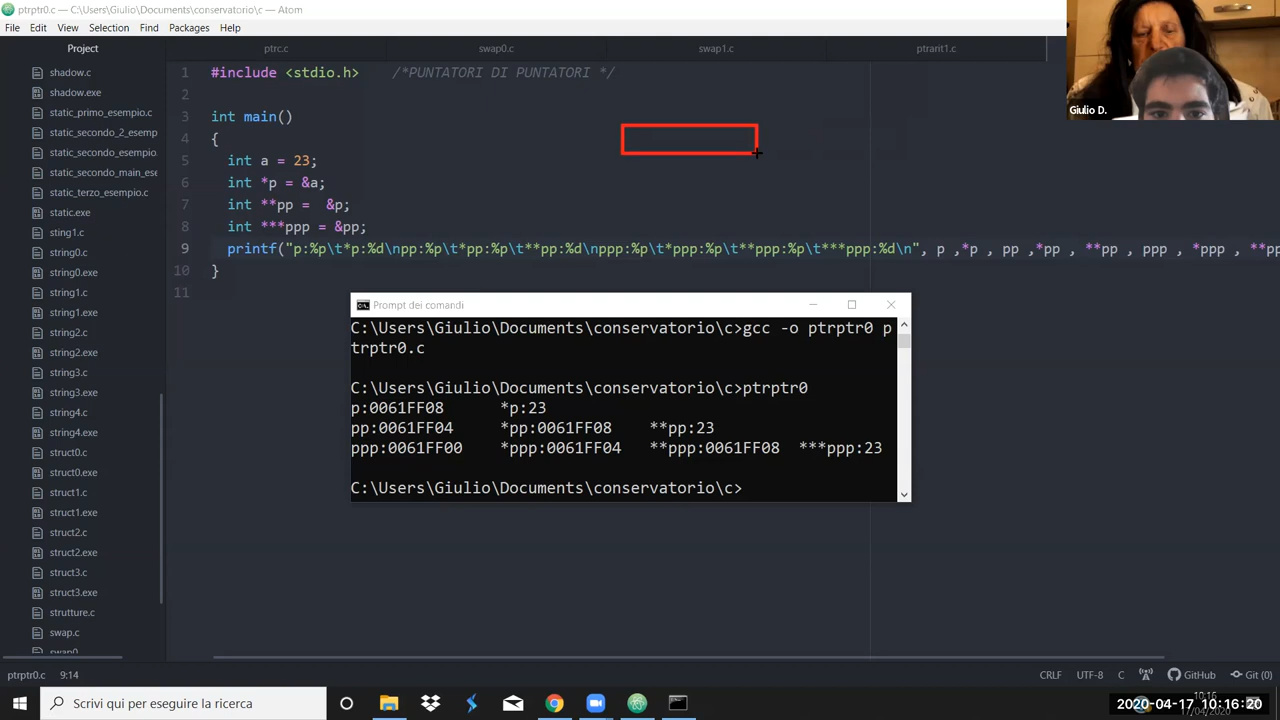 ptrptr0.c — C:\Users\Giulio\Documents\conservatorio\c — Atom
File Edit View Selection Find Packages Help
Project
ptrc.c swap0.c swap1.c ptrarit1.c
shadow.c
shadow.exe
static_primo_esempio.c
static_secondo_2_esemp
static_secondo_esempio.
static_secondo_main_ese
static_terzo_esempio.c
static.exe
sting1.c
string0.c
string0.exe
string1.c
string1.exe
string2.c
string2.exe
string3.c
string3.exe
string4.c
string4.exe
struct0.c
struct0.exe
struct1.c
struct1.exe
struct2.c
struct2.exe
struct3.c
struct3.exe
strutture.c
swap.c
swap0
1 #include <stdio.h> /*PUNTATORI DI PUNTATORI */
2
3 int main()
4 {
5 int a = 23;
6 int *p = &a;
7 int **pp = &p;
8 int ***ppp = &pp;
9 printf("p:%p\t*p:%d\npp:%p\t*pp:%p\t**pp:%d\nppp:%p\t*ppp:%p\t**ppp:%p\t***ppp:%d\n", p ,*p , pp ,*pp , **pp , ppp , *ppp , **pp
10 }
11
Giulio D.
Prompt dei comandi
C:\Users\Giulio\Documents\conservatorio\c>gcc -o ptrptr0 p
trptr0.c
C:\Users\Giulio\Documents\conservatorio\c>ptrptr0
p:0061FF08 *p:23
pp:0061FF04 *pp:0061FF08 **pp:23
ppp:0061FF00 *ppp:0061FF04 **ppp:0061FF08 ***ppp:23
C:\Users\Giulio\Documents\conservatorio\c>
ptrptr0.c 9:14 CRLF UTF-8 C GitHub Git (0)
Scrivi qui per eseguire la ricerca
10:16
17/04/2020
2020-04-17 10:16:20